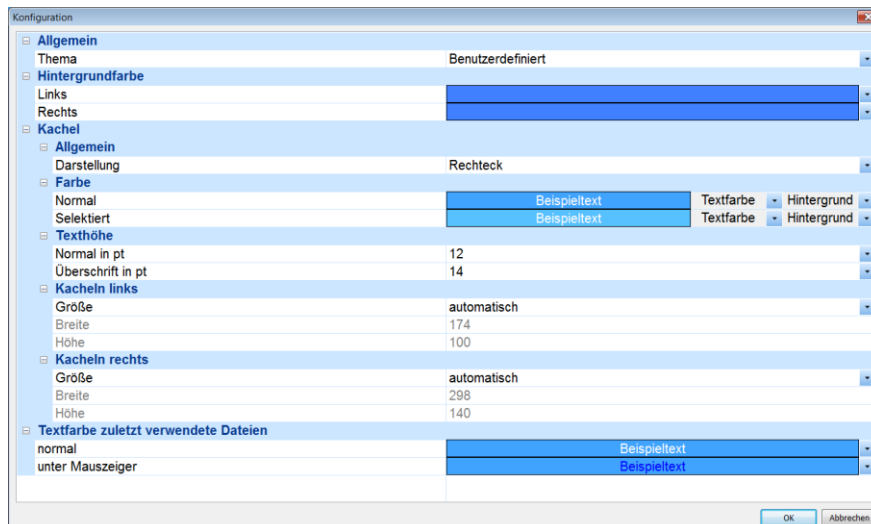 Konfiguration
Allgemein
Thema Benutzerdefiniert
Hintergrundfarbe
Links
Rechts
Kachel
Allgemein
Darstellung Rechteck
Farbe
Normal Beispieltext Textfarbe Hintergrund
Selektiert Beispieltext Textfarbe Hintergrund
Texthöhe
Normal in pt 12
Überschrift in pt 14
Kacheln links
Größe automatisch
Breite 174
Höhe 100
Kacheln rechts
Größe automatisch
Breite 298
Höhe 140
Textfarbe zuletzt verwendete Dateien
normal Beispieltext
unter Mauszeiger Beispieltext
OK Abbrechen